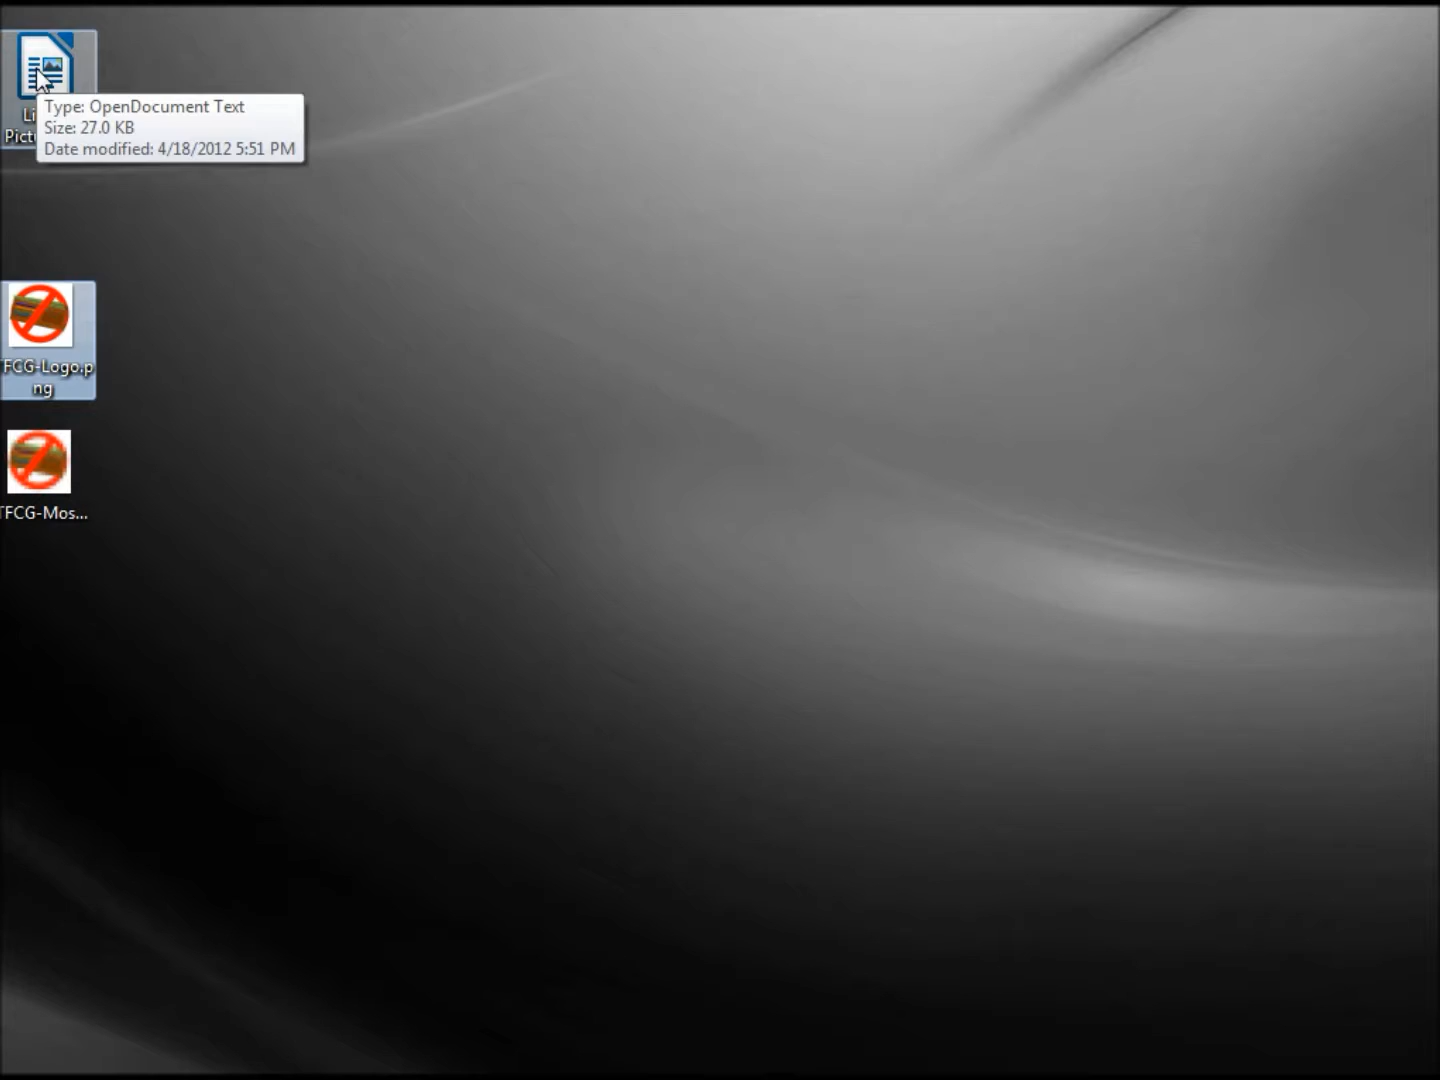 Type: OpenDocument Text
Size: 27.0 KB
Date modified: 4/18/2012 5:51 PM
FCG-Logo.p
ng
TFCG-Mos...